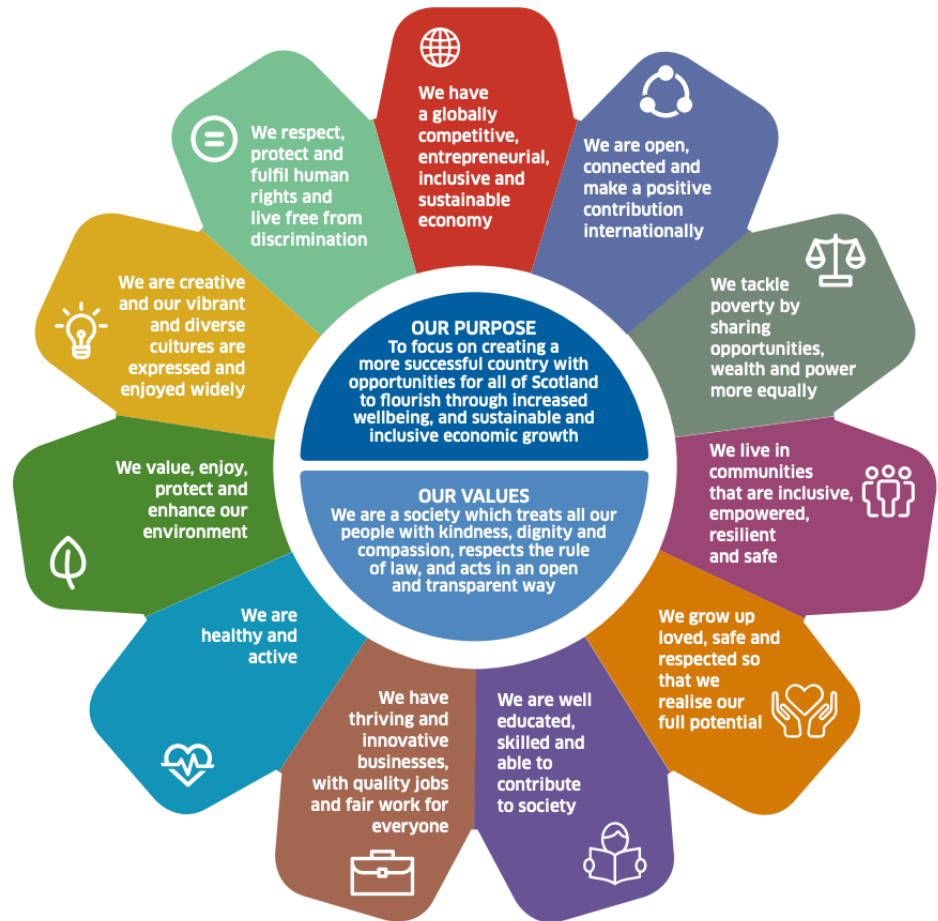 We have
a globally
competitive,
entrepreneurial,
inclusive and
sustainable
economy
We are open,
connected and
make a positive
contribution
internationally
We tackle
poverty by
sharing
opportunities,
wealth and power
more equally
We live in
communities
that are inclusive,
empowered,
resilient
and safe
We grow up
loved, safe and
respected so
that we
realise our
full potential
We are well
educated,
skilled and
able to
contribute
to society
We have
thriving and
innovative
businesses,
with quality jobs
and fair work for
everyone
We are
healthy and
active
We value, enjoy,
protect and
enhance our
environment
We are creative
and our vibrant
and diverse
cultures are
expressed and
enjoyed widely
We respect,
protect and
fulfil human
rights and
live free from
discrimination
OUR PURPOSE
To focus on creating a
more successful country with
opportunities for all of Scotland
to flourish through increased
wellbeing, and sustainable and
inclusive economic growth
OUR VALUES
We are a society which treats all our
people with kindness, dignity and
compassion, respects the rule
of law, and acts in an open
and transparent way